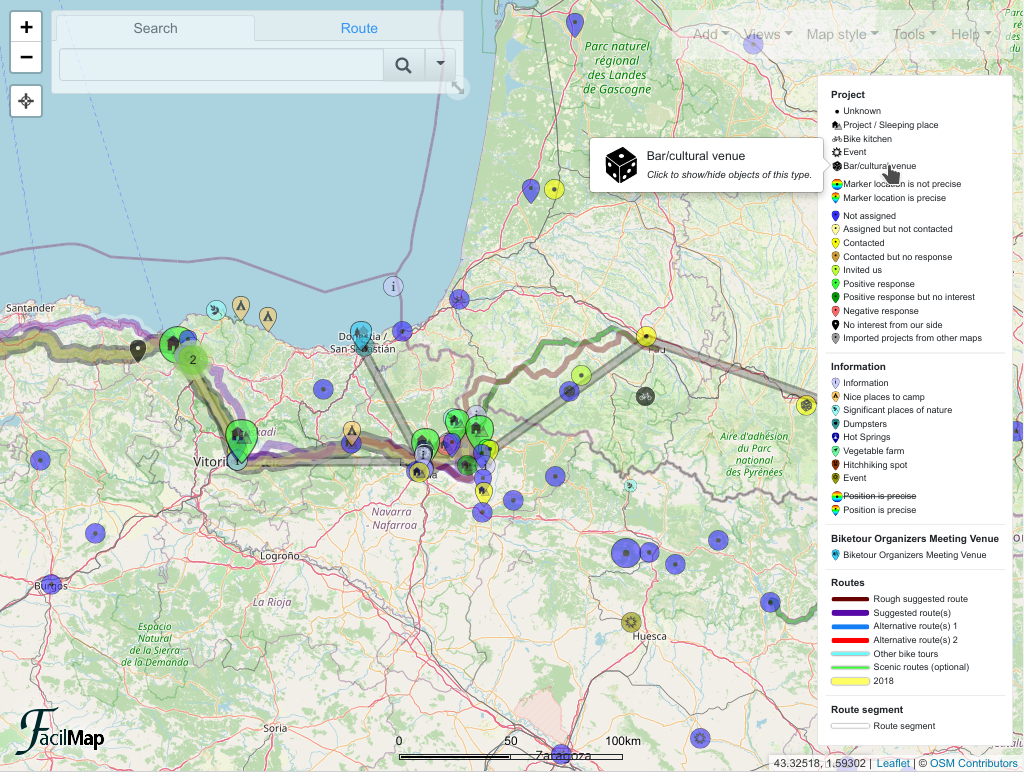 +
−
Search
Route
Add
Views
Map style
Tools
Help
Parc naturel
régional
des Landes
de Gascogne
Project
Unknown
Project / Sleeping place
Bike kitchen
Event
Bar/cultural venue
Bar/cultural venue
Click to show/hide objects of this type.
Marker location is not precise
Marker location is precise
Not assigned
Assigned but not contacted
Contacted
Contacted but no response
Invited us
Positive response
Positive response but no interest
Negative response
No interest from our side
Imported projects from other maps
Information
Information
Nice places to camp
Significant places of nature
Dumpsters
Hot Springs
Vegetable farm
Hitchhiking spot
Event
Position is precise
Position is precise
Biketour Organizers Meeting Venue
Biketour Organizers Meeting Venue
Routes
Rough suggested route
Suggested route(s)
Alternative route(s) 1
Alternative route(s) 2
Other bike tours
Scenic routes (optional)
2018
Route segment
Route segment
Santander
San Sebastián
2
Pau
Aire d'adhésion
du Parc
national
des Pyrénées
Navarra
- Nafarroa
Logroño
Burgos
La Rioja
Espacio
Natural
de la Sierra
de la Demanda
Huesca
Soria
Zaragoza
FacilMap
0 50 100km
43.32518, 1.59302 | Leaflet | © OSM Contributors